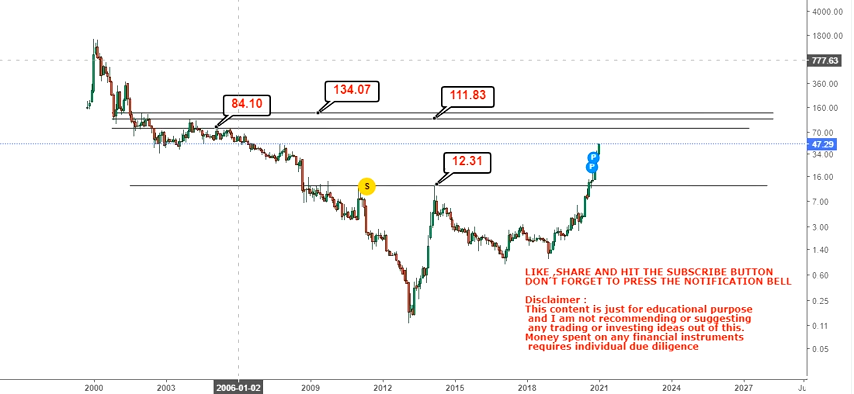 4000.00
1800.00
777.63
360.00
160.00
134.07
111.83
84.10
70.00
47.29
34.00
P
P
12.31
16.00
S
7.00
3.00
1.40
LIKE ,SHARE AND HIT THE SUBSCRIBE BUTTON
DON´T FORGET TO PRESS THE NOTIFICATION BELL
0.60
Disclaimer :
0.25
This content is just for educational purpose
and I am not recommending or suggesting
any trading or investing ideas out of this.
0.11
Money spent on any financial instruments
requires individual due diligence
0.05
2000 2003 2006-01-02 2009 2012 2015 2018 2021 2024 2027 Ju